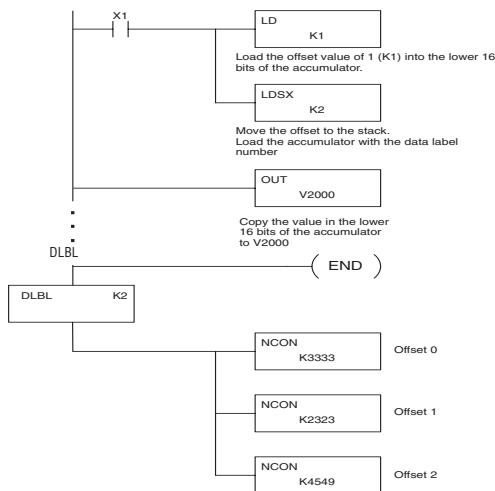 X1
LD
K1
Load the offset value of 1 (K1) into the lower 16
bits of the accumulator.
LDSX
K2
Move the offset to the stack.
Load the accumulator with the data label
number
OUT
V2000
Copy the value in the lower
16 bits of the accumulator
to V2000
DLBL
END
DLBL K2
NCON
K3333
Offset 0
NCON
K2323
Offset 1
NCON
K4549
Offset 2